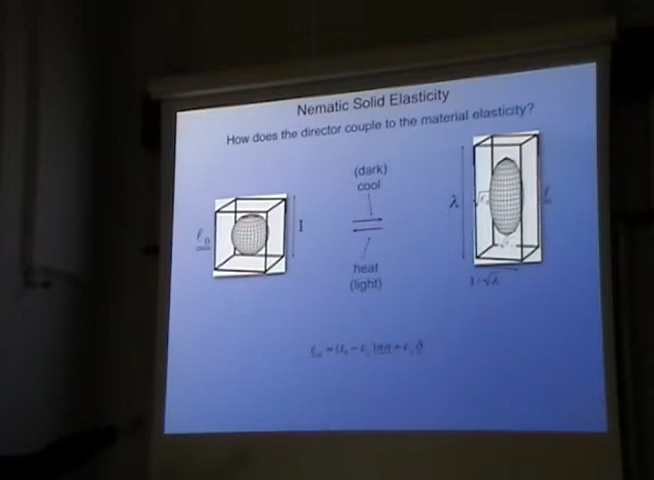 Nematic Solid Elasticity
How does the director couple to the material elasticity?
(dark)
cool
heat
(light)
ℓ₀
1
λ
ℓ
1/√λ